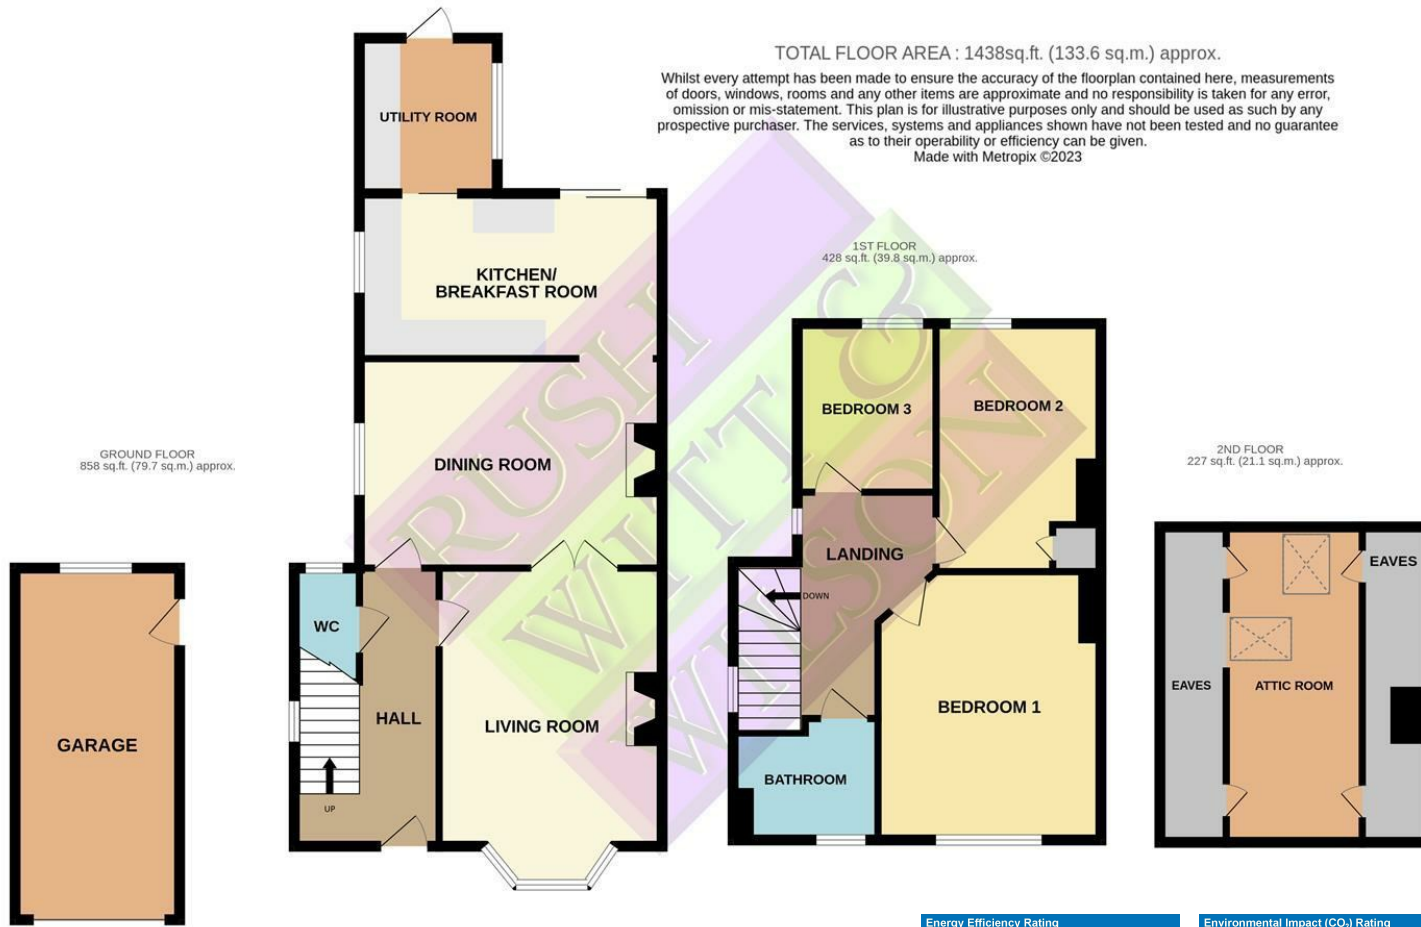 TOTAL FLOOR AREA : 1438sq.ft. (133.6 sq.m.) approx.
Whilst every attempt has been made to ensure the accuracy of the floorplan contained here, measurements
of doors, windows, rooms and any other items are approximate and no responsibility is taken for any error,
omission or mis-statement. This plan is for illustrative purposes only and should be used as such by any
prospective purchaser. The services, systems and appliances shown have not been tested and no guarantee
as to their operability or efficiency can be given.
Made with Metropix ©2023
GROUND FLOOR
858 sq.ft. (79.7 sq.m.) approx.
GARAGE
UTILITY ROOM
KITCHEN/
BREAKFAST ROOM
DINING ROOM
WC
HALL
LIVING ROOM
UP
1ST FLOOR
428 sq.ft. (39.8 sq.m.) approx.
BEDROOM 3
BEDROOM 2
LANDING
DOWN
BEDROOM 1
BATHROOM
2ND FLOOR
227 sq.ft. (21.1 sq.m.) approx.
EAVES
EAVES
ATTIC ROOM
RUSH
WITT &
WILSON
Energy Efficiency Rating
Environmental Impact (CO₂) Rating